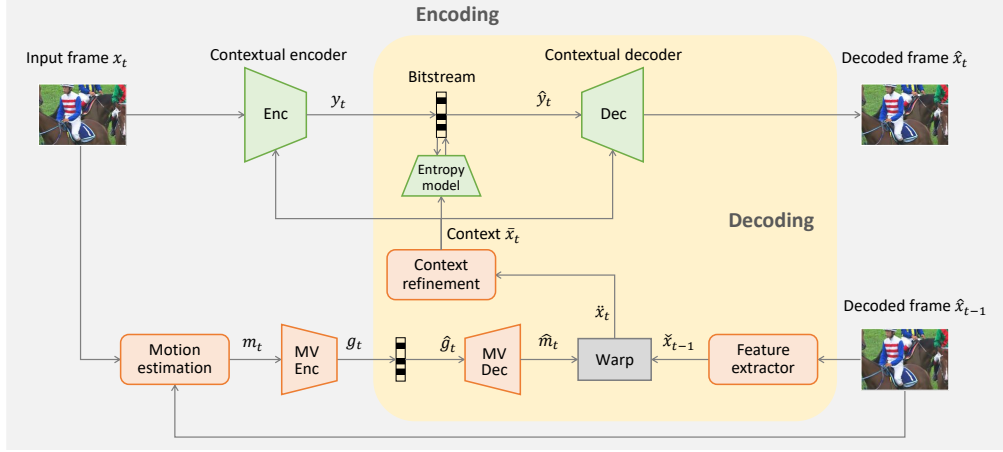 Encoding
Input frame x_t
Contextual encoder
Contextual decoder
Decoded frame x̂_t
Bitstream
Enc
y_t
ŷ_t
Dec
Entropy
model
Decoding
Context x̄_t
Context
refinement
ẍ_t
Decoded frame x̂_{t−1}
Motion
estimation
m_t
MV
Enc
g_t
ĝ_t
MV
Dec
m̂_t
Warp
x̌_{t−1}
Feature
extractor